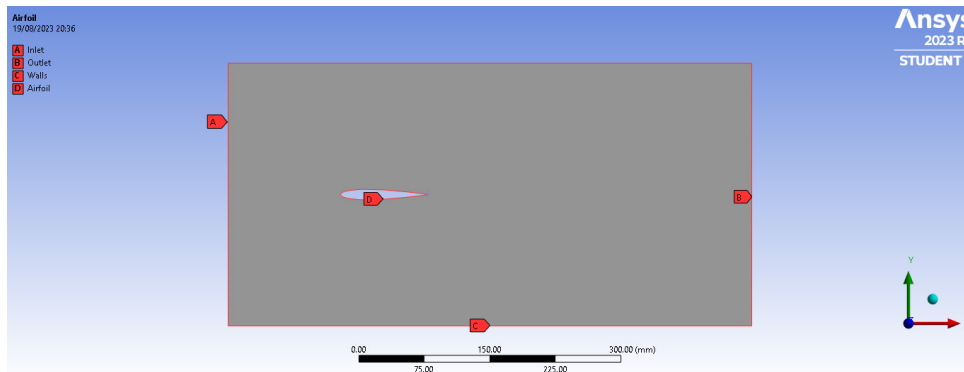 Airfoil
19/08/2023 20:36
A Inlet
B Outlet
C Walls
D Airfoil
Ansys
2023 R
STUDENT
A
D
B
C
Y
0.00 150.00 300.00 (mm)
75.00 225.00